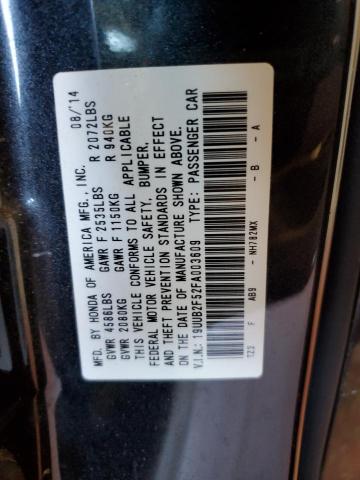 MFD. BY HONDA OF AMERICA MFG., INC. 08/'14
GVWR 4586LBS GAWR F 2535LBS R 2072LBS
GVWR 2080KG GAWR F 1150KG R 940KG
THIS VEHICLE CONFORMS TO ALL APPLICABLE
FEDERAL MOTOR VEHICLE SAFETY, BUMPER,
AND THEFT PREVENTION STANDARDS IN EFFECT
ON THE DATE OF MANUFACTURE SHOWN ABOVE.
V.I.N.: 19UUB2F52FA003609 TYPE: PASSENGER CAR
TZ5 F AB9 - NH782MX - B - A